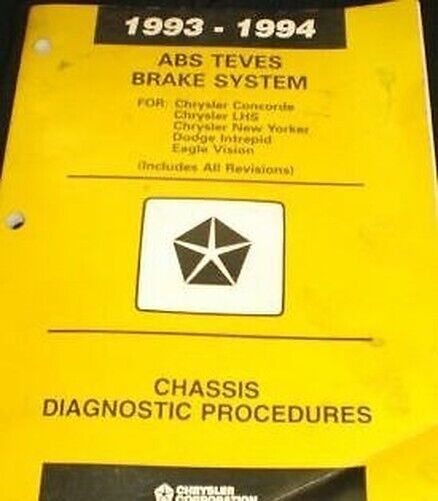 1993 - 1994
ABS TEVES
BRAKE SYSTEM
FOR: Chrysler Concorde
Chrysler LHS
Chrysler New Yorker
Dodge Intrepid
Eagle Vision
(Includes All Revisions)
CHASSIS
DIAGNOSTIC PROCEDURES
CHRYSLER
CORPORATION